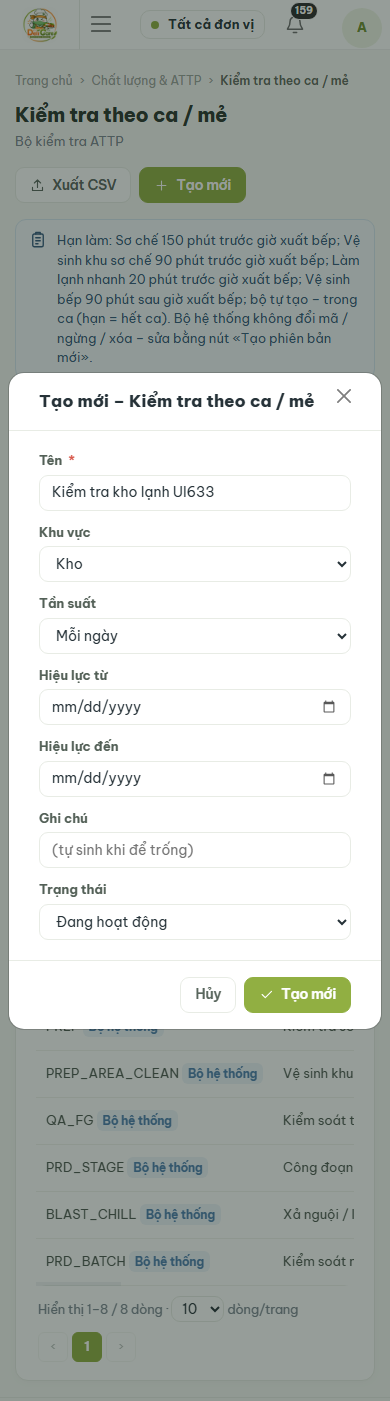 159
Tất cả đơn vị
A
Trang chủ › Chất lượng & ATTP › Kiểm tra theo ca / mẻ
Kiểm tra theo ca / mẻ
Bộ kiểm tra ATTP
Xuất CSV
Tạo mới
Hạn làm: Sơ chế 150 phút trước giờ xuất bếp; Vệ
sinh khu sơ chế 90 phút trước giờ xuất bếp; Làm
lạnh nhanh 20 phút trước giờ xuất bếp; Vệ sinh
bếp 90 phút sau giờ xuất bếp; bộ tự tạo – trong
ca (hạn = hết ca). Bộ hệ thống không đổi mã /
ngừng / xóa – sửa bằng nút «Tạo phiên bản
mới».
Tạo mới – Kiểm tra theo ca / mẻ
Tên *
Kiểm tra kho lạnh UI633
Khu vực
Kho
Tần suất
Mỗi ngày
Hiệu lực từ
mm/dd/yyyy
Hiệu lực đến
mm/dd/yyyy
Ghi chú
(tự sinh khi để trống)
Trạng thái
Đang hoạt động
Hủy
Tạo mới
PREP_AREA_CLEAN Bộ hệ thống Vệ sinh khu
QA_FG Bộ hệ thống Kiểm soát t
PRD_STAGE Bộ hệ thống Công đoạn
BLAST_CHILL Bộ hệ thống Xả nguội /
PRD_BATCH Bộ hệ thống Kiểm soát
Hiển thị 1–8 / 8 dòng · 10 dòng/trang
‹ 1 ›